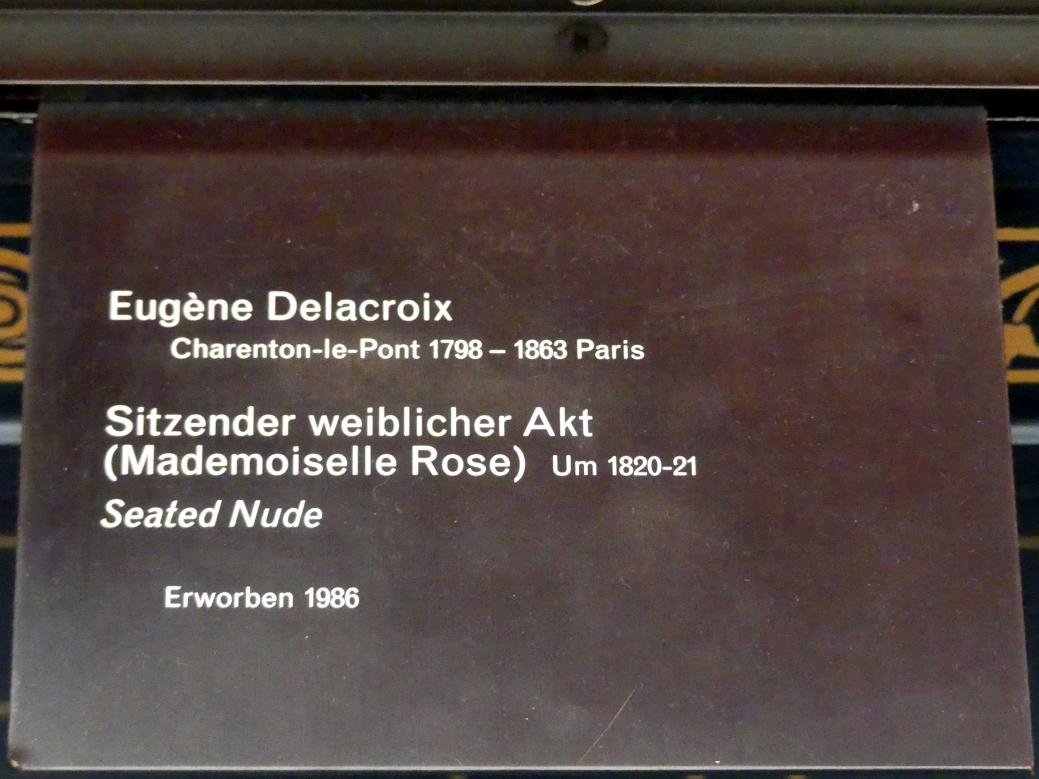 Eugène Delacroix
Charenton-le-Pont 1798 – 1863 Paris
Sitzender weiblicher Akt
(Mademoiselle Rose) Um 1820-21
Seated Nude
Erworben 1986